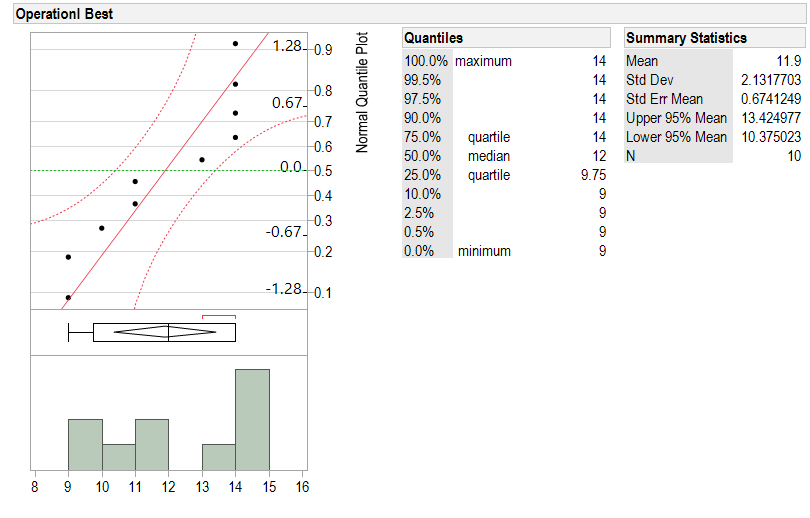 Operationl Best
1.28
0.67
0.0
-0.67
-1.28
0.9
0.8
0.7
0.6
0.5
0.4
0.3
0.2
0.1
Normal Quantile Plot
8 9 10 11 12 13 14 15 16
Quantiles
100.0% maximum 14
99.5% 14
97.5% 14
90.0% 14
75.0% quartile 14
50.0% median 12
25.0% quartile 9.75
10.0% 9
2.5% 9
0.5% 9
0.0% minimum 9
Summary Statistics
Mean 11.9
Std Dev 2.1317703
Std Err Mean 0.6741249
Upper 95% Mean 13.424977
Lower 95% Mean 10.375023
N 10